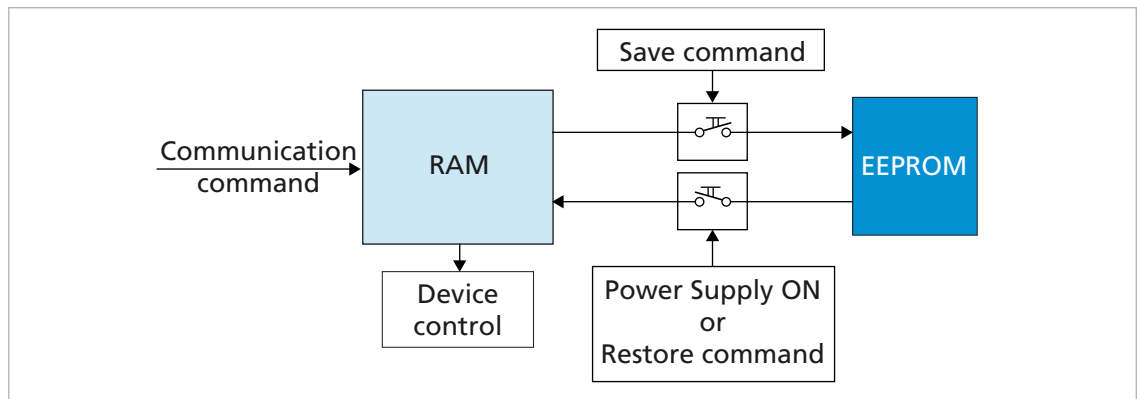 Save command
Communication
command
RAM
EEPROM
Device
control
Power Supply ON
or
Restore command